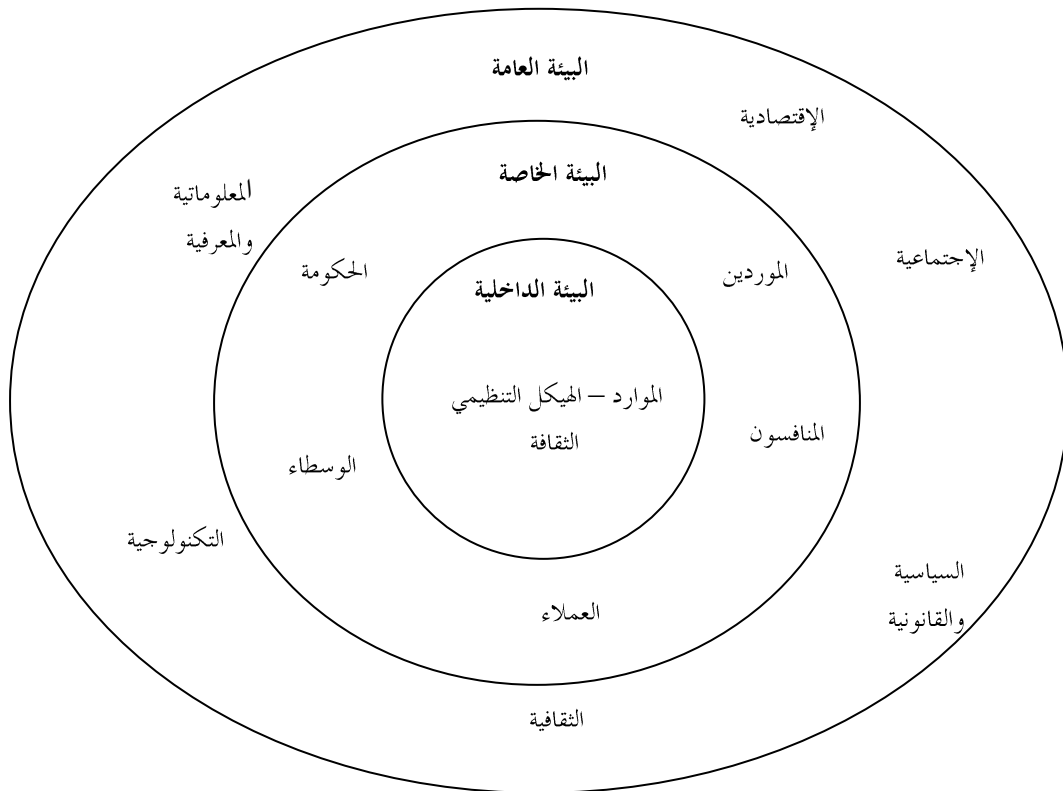 البيئة العامة
الإقتصادية
البيئة الخاصة
المعلوماتية
والمعرفية
الإجتماعية
الموردين
الحكومة
البيئة الداخلية
الموارد – الهيكل التنظيمي
الثقافة
المنافسون
الوسطاء
التكنولوجية
السياسية
والقانونية
العملاء
الثقافية